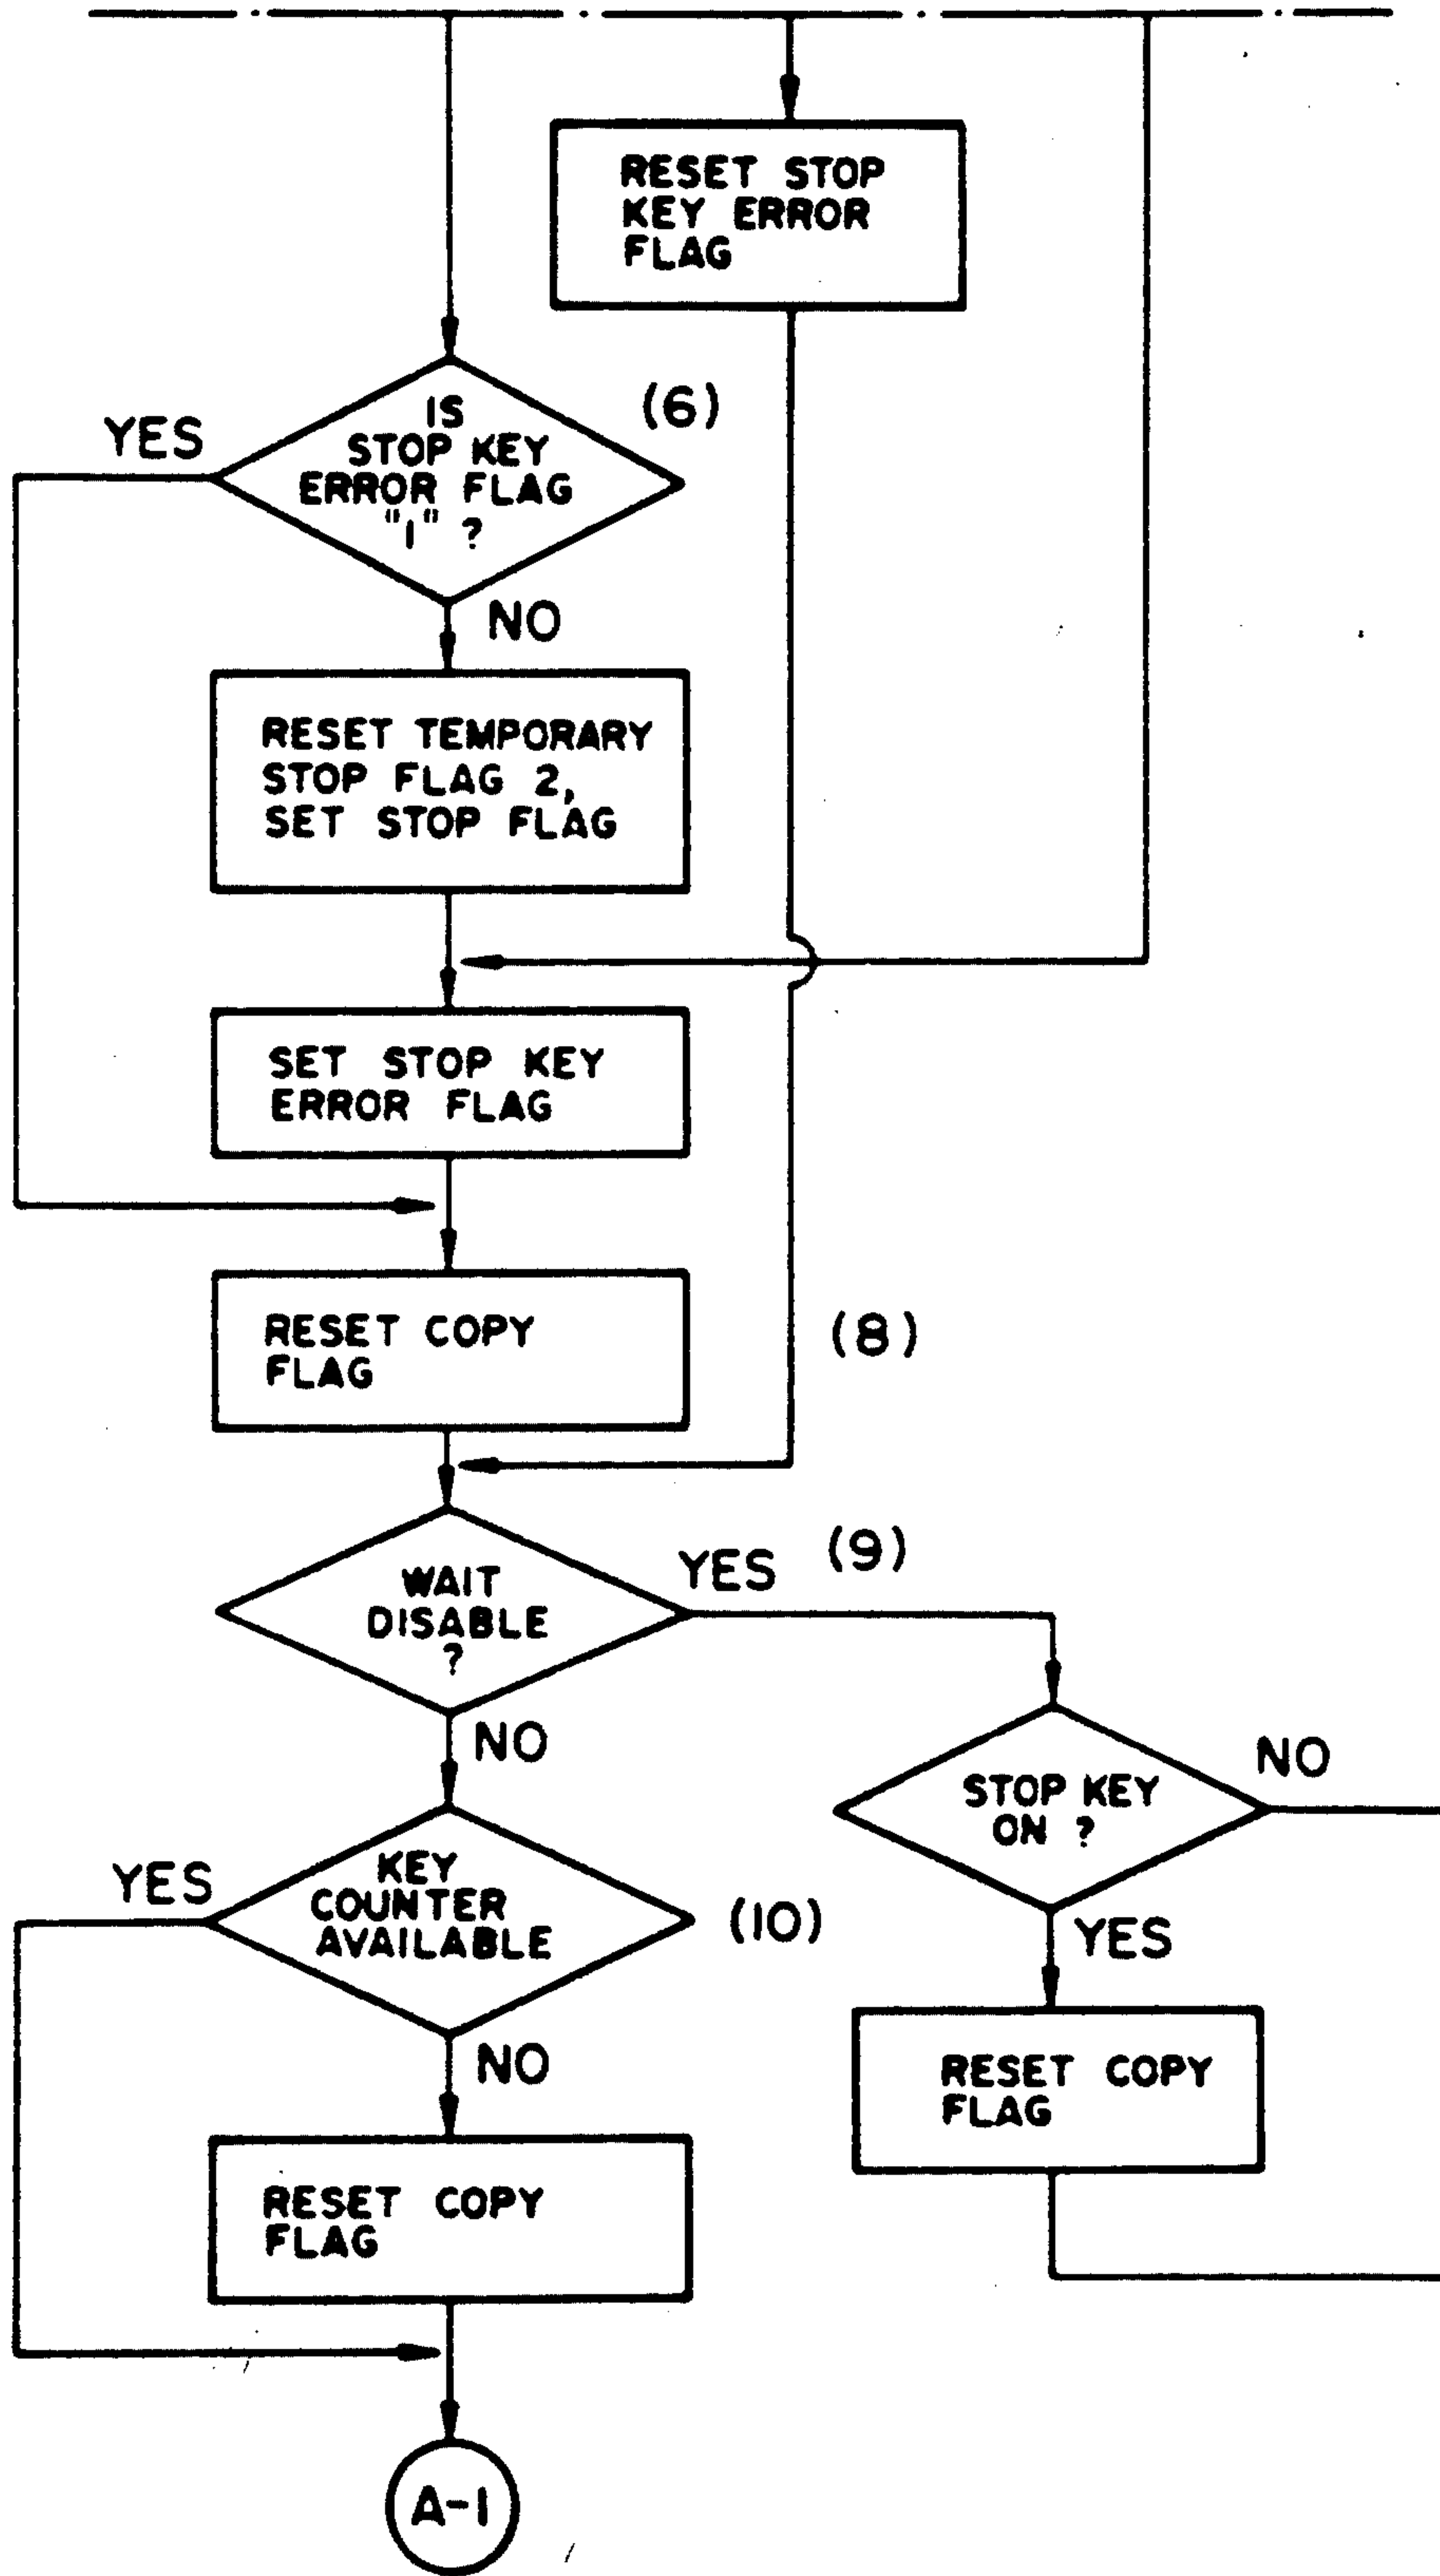 RESET STOP
KEY ERROR
FLAG
(6)
YES
IS
STOP KEY
ERROR FLAG
"1" ?
NO
RESET TEMPORARY
STOP FLAG 2,
SET STOP FLAG
SET STOP KEY
ERROR FLAG
RESET COPY
FLAG
(8)
WAIT
DISABLE
?
YES
(9)
NO
STOP KEY
ON ?
NO
YES
KEY
COUNTER
AVAILABLE
(10)
YES
NO
RESET COPY
FLAG
RESET COPY
FLAG
A-1